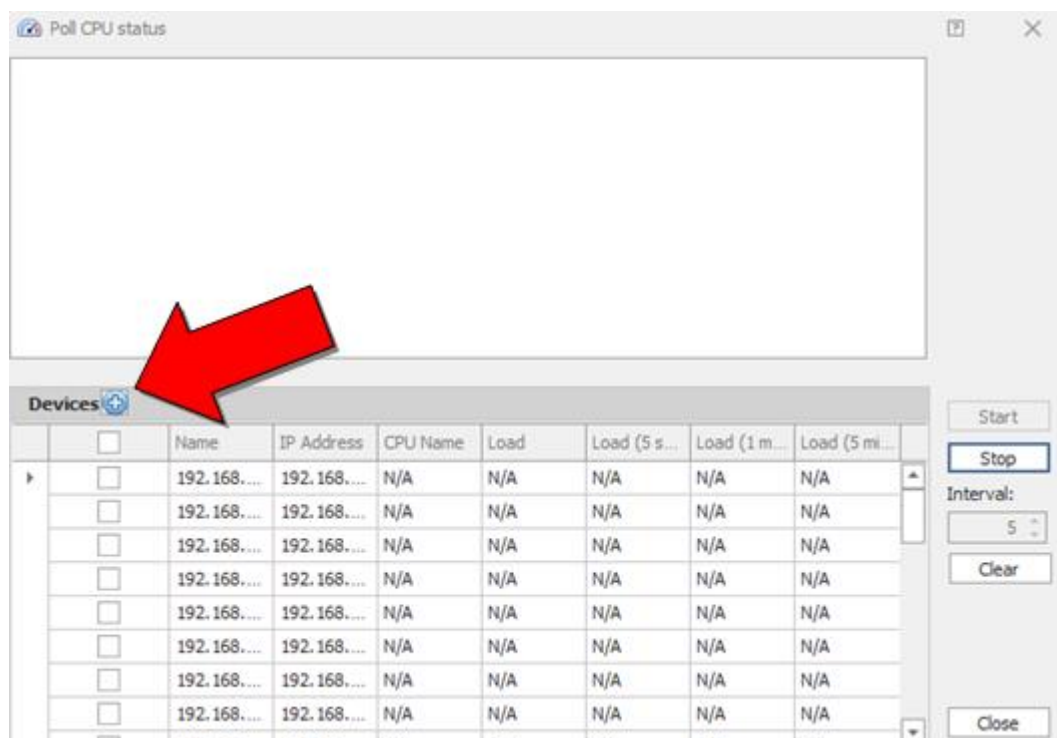 Poll CPU status
Devices
Start
Name IP Address CPU Name Load Load (5 s... Load (1 m... Load (5 mi...
Stop
192.168.... 192.168.... N/A N/A N/A N/A N/A
Interval:
192.168.... 192.168.... N/A N/A N/A N/A N/A
5
192.168.... 192.168.... N/A N/A N/A N/A N/A
Clear
192.168.... 192.168.... N/A N/A N/A N/A N/A
192.168.... 192.168.... N/A N/A N/A N/A N/A
192.168.... 192.168.... N/A N/A N/A N/A N/A
192.168.... 192.168.... N/A N/A N/A N/A N/A
192.168.... 192.168.... N/A N/A N/A N/A N/A
Close